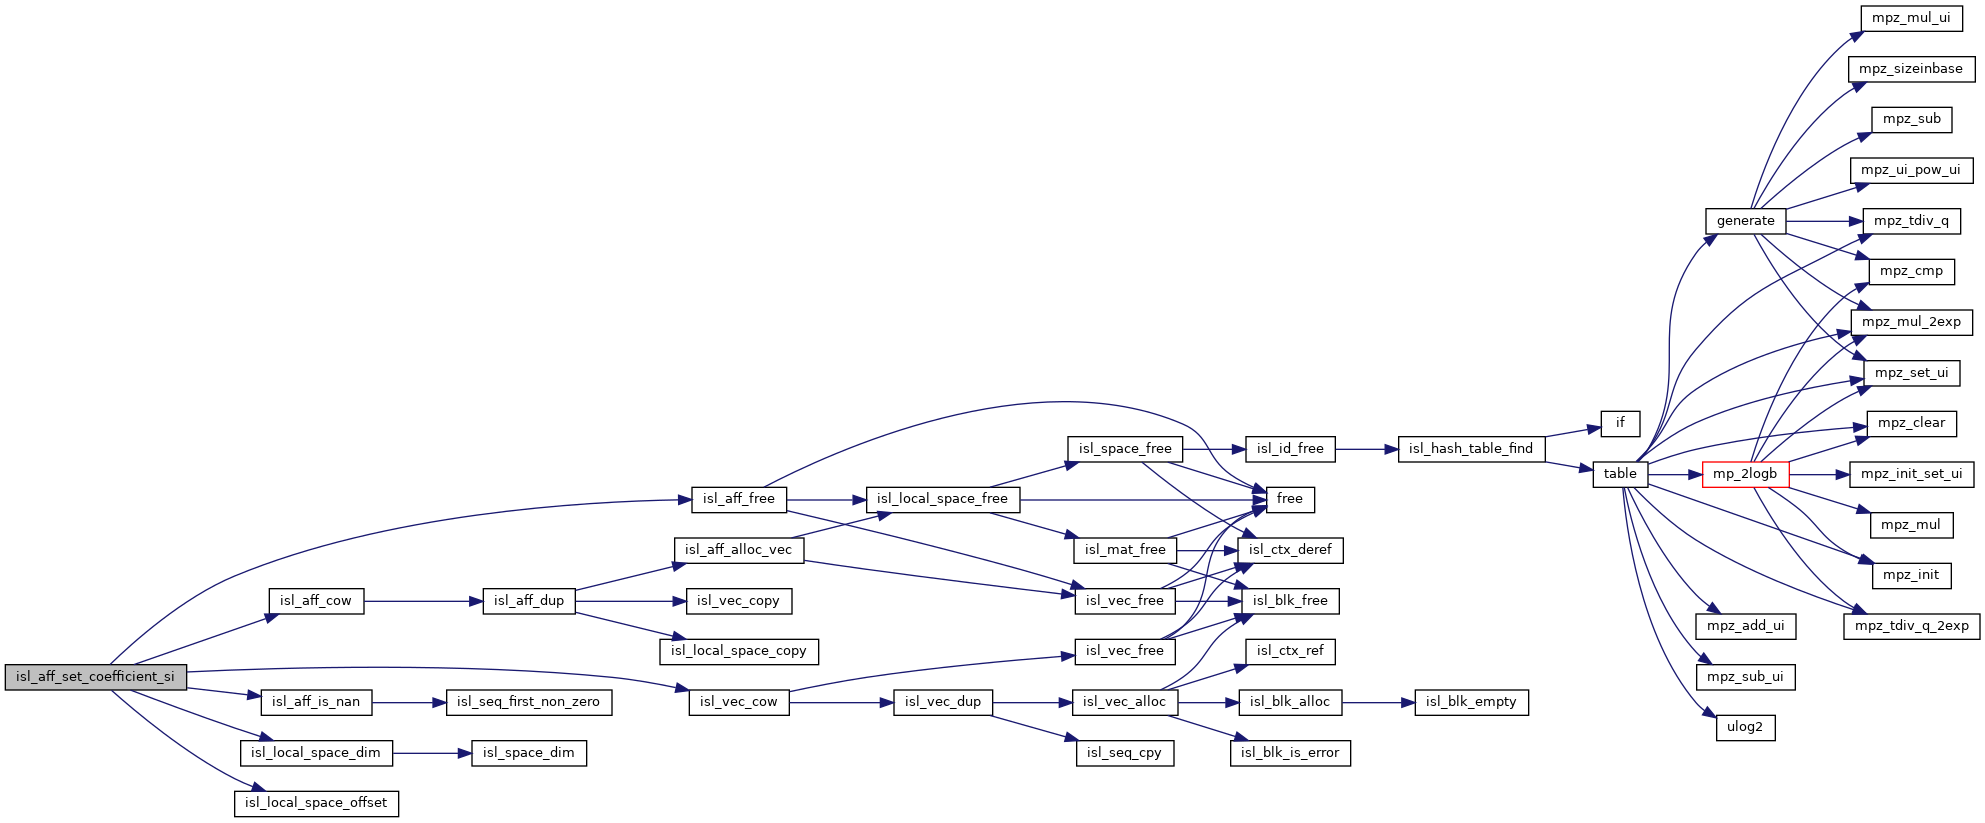 isl_aff_set_coefficient_si
isl_aff_free
isl_aff_cow
isl_vec_cow
isl_aff_is_nan
isl_local_space_dim
isl_local_space_offset
isl_aff_dup
isl_seq_first_non_zero
isl_space_dim
isl_aff_alloc_vec
isl_vec_copy
isl_local_space_copy
isl_local_space_free
isl_vec_dup
isl_space_free
isl_mat_free
isl_vec_free
isl_vec_free
isl_vec_alloc
isl_seq_cpy
isl_id_free
free
isl_ctx_deref
isl_blk_free
isl_ctx_ref
isl_blk_alloc
isl_blk_is_error
isl_hash_table_find
isl_blk_empty
if
table
generate
mp_2logb
mpz_add_ui
mpz_sub_ui
ulog2
mpz_mul_ui
mpz_sizeinbase
mpz_sub
mpz_ui_pow_ui
mpz_tdiv_q
mpz_cmp
mpz_mul_2exp
mpz_set_ui
mpz_clear
mpz_init_set_ui
mpz_mul
mpz_init
mpz_tdiv_q_2exp